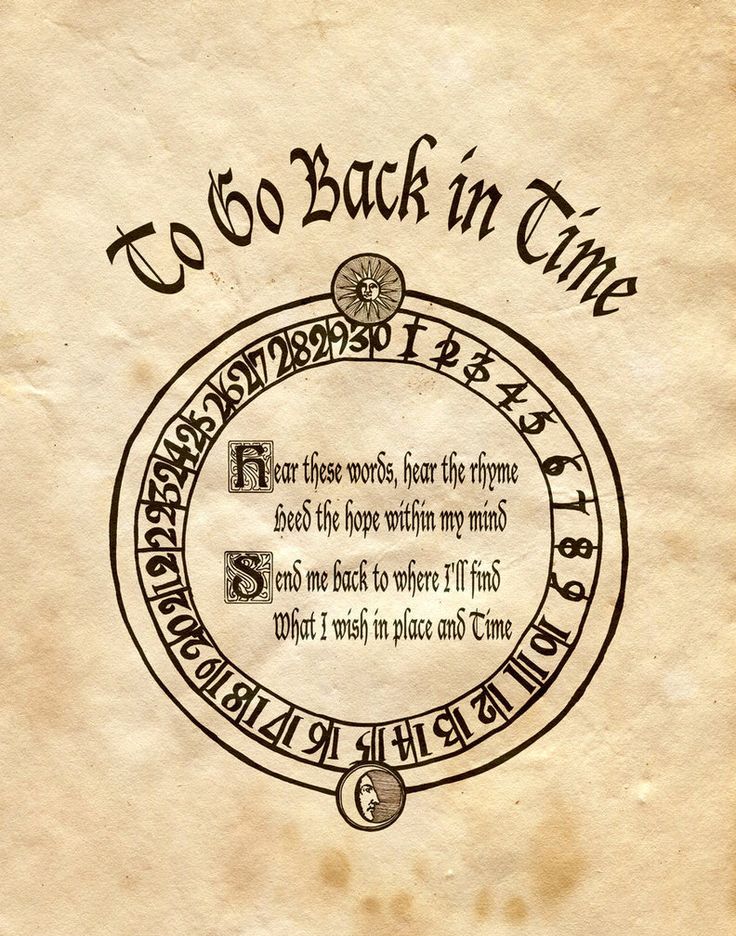 To Go Back in Time
1 2 3 4 5 6 7 8 9 10 11 12 13 14 15 16 17 18 19 20 21 22 23 24 25 26 27 28 29 30
Hear these words, hear the rhyme
Heed the hope within my mind
Send me back to where I'll find
What I wish in place and Time